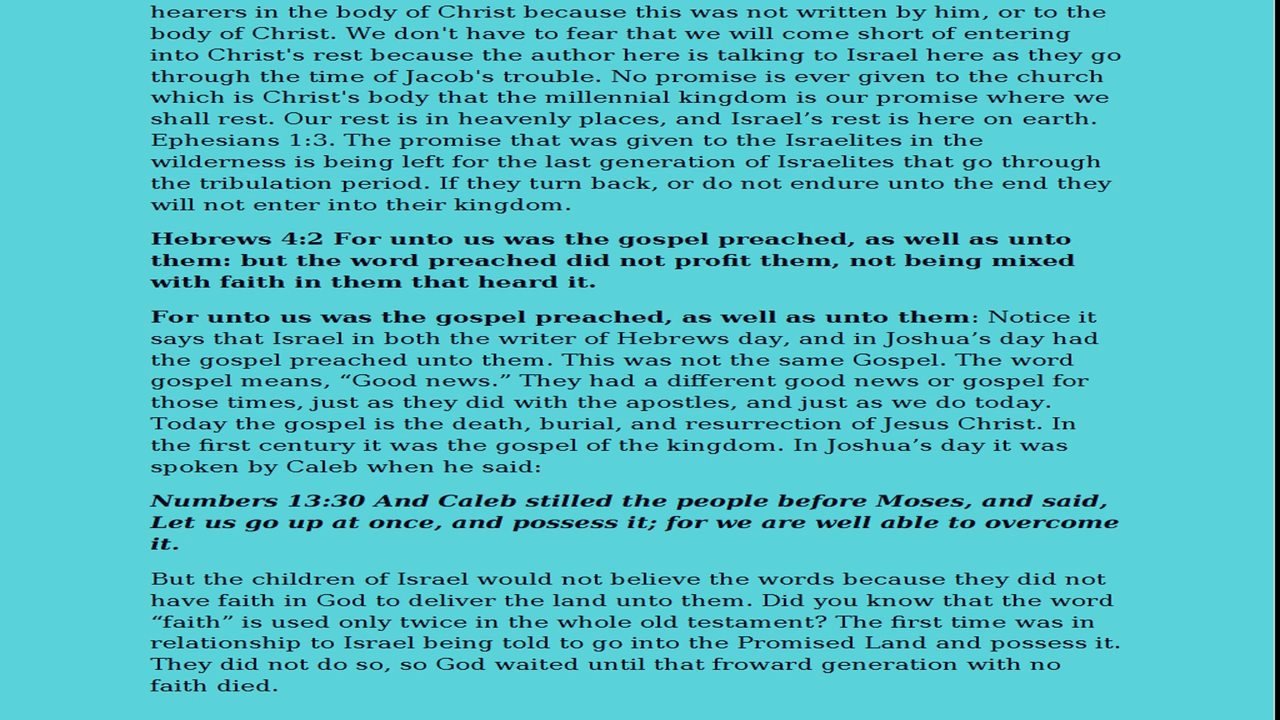 hearers in the body of Christ because this was not written by him, or to the
body of Christ. We don't have to fear that we will come short of entering
into Christ's rest because the author here is talking to Israel here as they go
through the time of Jacob's trouble. No promise is ever given to the church
which is Christ's body that the millennial kingdom is our promise where we
shall rest. Our rest is in heavenly places, and Israel’s rest is here on earth.
Ephesians 1:3. The promise that was given to the Israelites in the
wilderness is being left for the last generation of Israelites that go through
the tribulation period. If they turn back, or do not endure unto the end they
will not enter into their kingdom.
Hebrews 4:2 For unto us was the gospel preached, as well as unto
them: but the word preached did not profit them, not being mixed
with faith in them that heard it.
For unto us was the gospel preached, as well as unto them: Notice it
says that Israel in both the writer of Hebrews day, and in Joshua’s day had
the gospel preached unto them. This was not the same Gospel. The word
gospel means, “Good news.” They had a different good news or gospel for
those times, just as they did with the apostles, and just as we do today.
Today the gospel is the death, burial, and resurrection of Jesus Christ. In
the first century it was the gospel of the kingdom. In Joshua’s day it was
spoken by Caleb when he said:
Numbers 13:30 And Caleb stilled the people before Moses, and said,
Let us go up at once, and possess it; for we are well able to overcome
it.
But the children of Israel would not believe the words because they did not
have faith in God to deliver the land unto them. Did you know that the word
“faith” is used only twice in the whole old testament? The first time was in
relationship to Israel being told to go into the Promised Land and possess it.
They did not do so, so God waited until that froward generation with no
faith died.